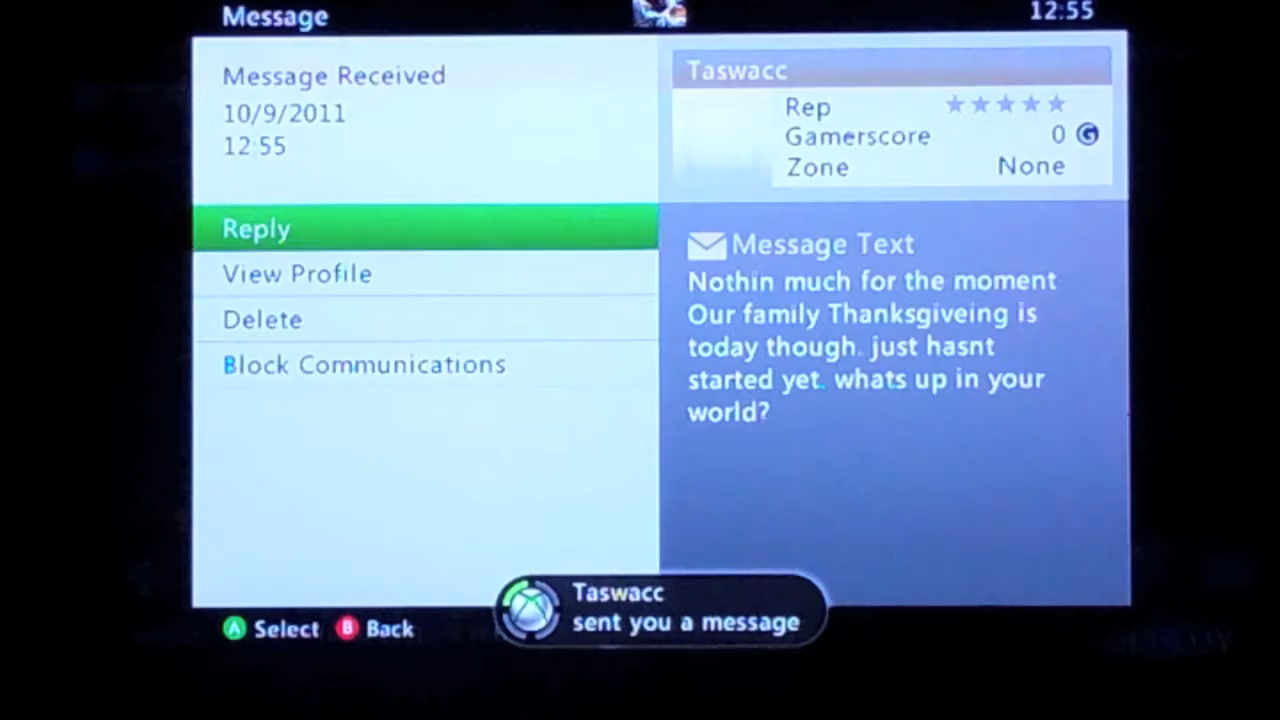 Message
12:55
Message Received
10/9/2011
12:55
Reply
View Profile
Delete
Block Communications
Taswacc
Rep
Gamerscore 0 G
Zone None
Message Text
Nothin much for the moment
Our family Thanksgiveing is
today though. just hasnt
started yet. whats up in your
world?
Taswacc
sent you a message
A Select B Back